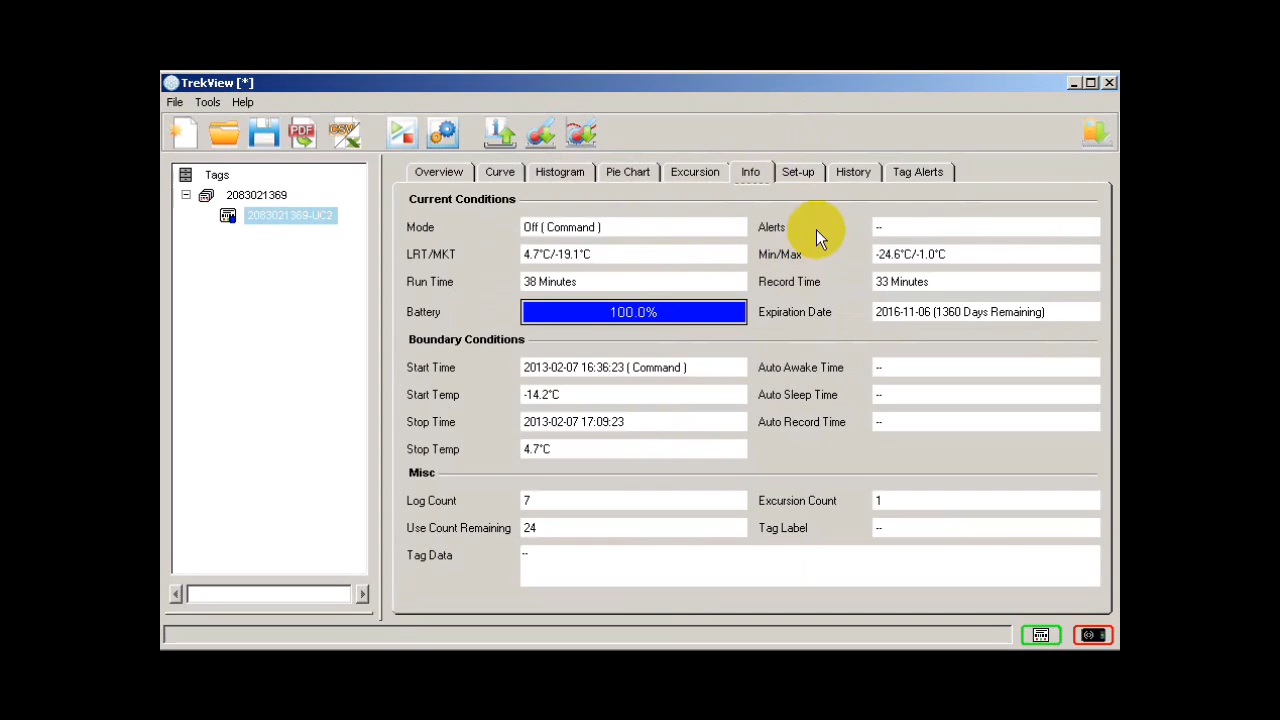 TrekView [*]
File Tools Help
PDF CSV
Tags
2083021369
2083021369-UC2
Overview Curve Histogram Pie Chart Excursion Info Set-up History Tag Alerts
Current Conditions
Mode Off ( Command ) Alerts --
LRT/MKT 4.7°C/-19.1°C Min/Max -24.6°C/-1.0°C
Run Time 38 Minutes Record Time 33 Minutes
Battery 100.0% Expiration Date 2016-11-06 (1360 Days Remaining)
Boundary Conditions
Start Time 2013-02-07 16:36:23 ( Command ) Auto Awake Time --
Start Temp -14.2°C Auto Sleep Time --
Stop Time 2013-02-07 17:09:23 Auto Record Time --
Stop Temp 4.7°C
Misc
Log Count 7 Excursion Count 1
Use Count Remaining 24 Tag Label --
Tag Data --